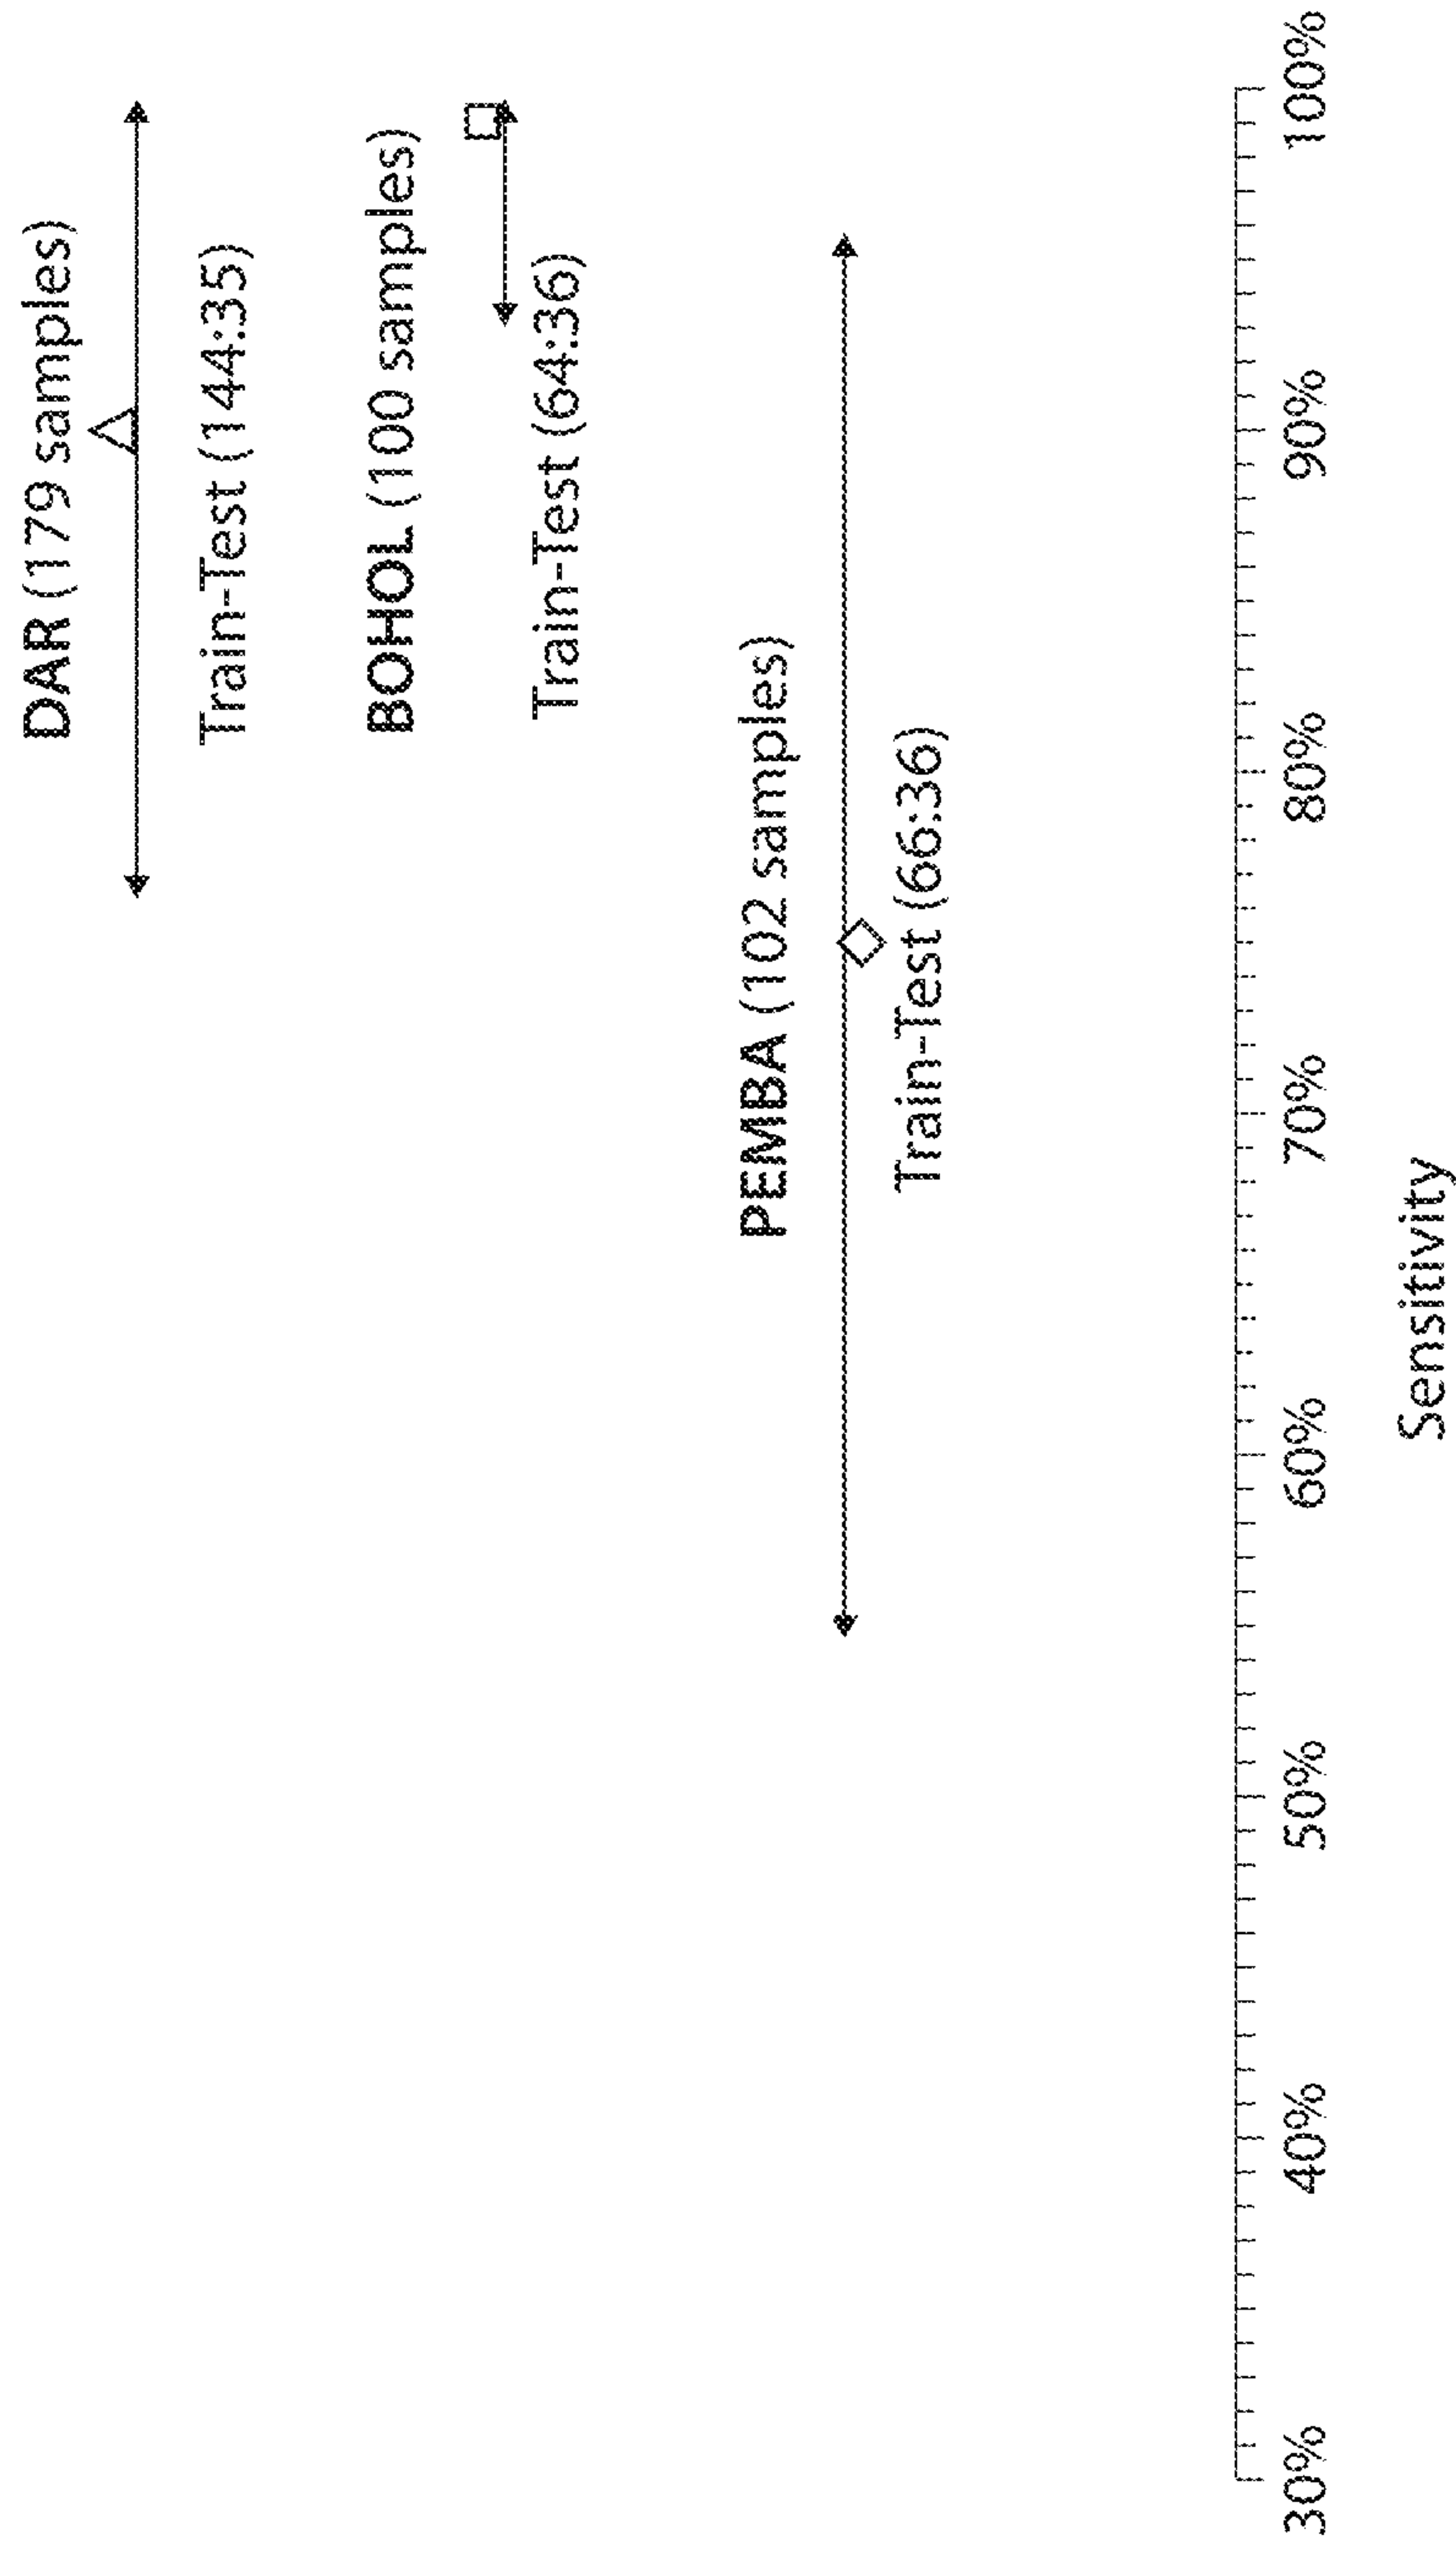 DAR (179 samples)
Train-Test (144:35)
BOHOL (100 samples)
Train-Test (64:36)
PEMBA (102 samples)
Train-Test (66:36)
30% 40% 50% 60% 70% 80% 90% 100%
Sensitivity